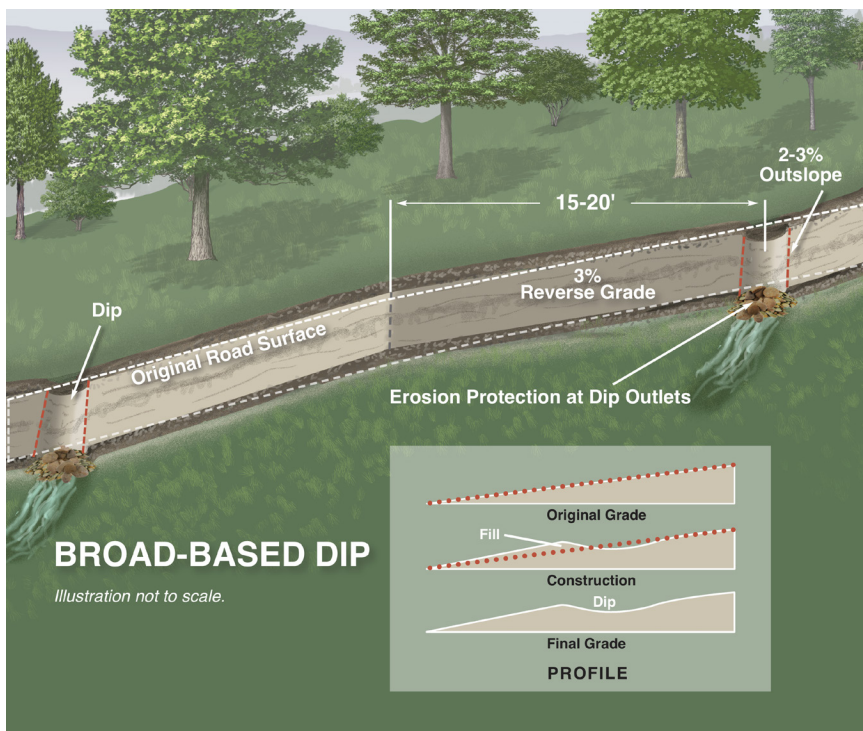 2-3%
Outslope
15-20'
3%
Reverse Grade
Dip
Original Road Surface
Erosion Protection at Dip Outlets
Original Grade
Fill
Construction
Dip
Final Grade
PROFILE
BROAD-BASED DIP
Illustration not to scale.